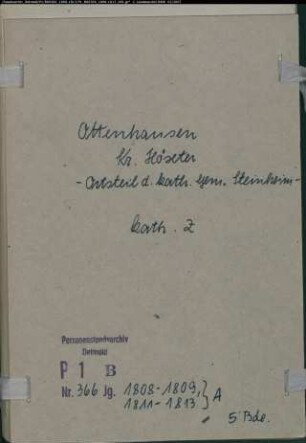 Ottenhausen
Kr. Höxter
- Ortsteil d. kath. Gem. Steinheim -
kath. Z
Personenstandsarchiv
Detmold
P 1 B
Nr. 366 Jg. 1808-1809, } A
1811-1813
5 Bde.